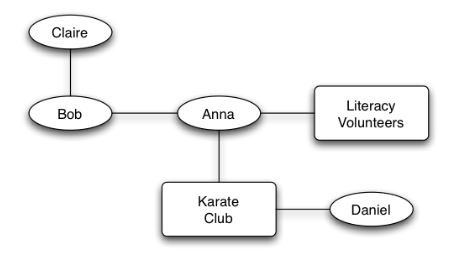 Claire
Bob
Anna
Literacy
Volunteers
Karate
Club
Daniel